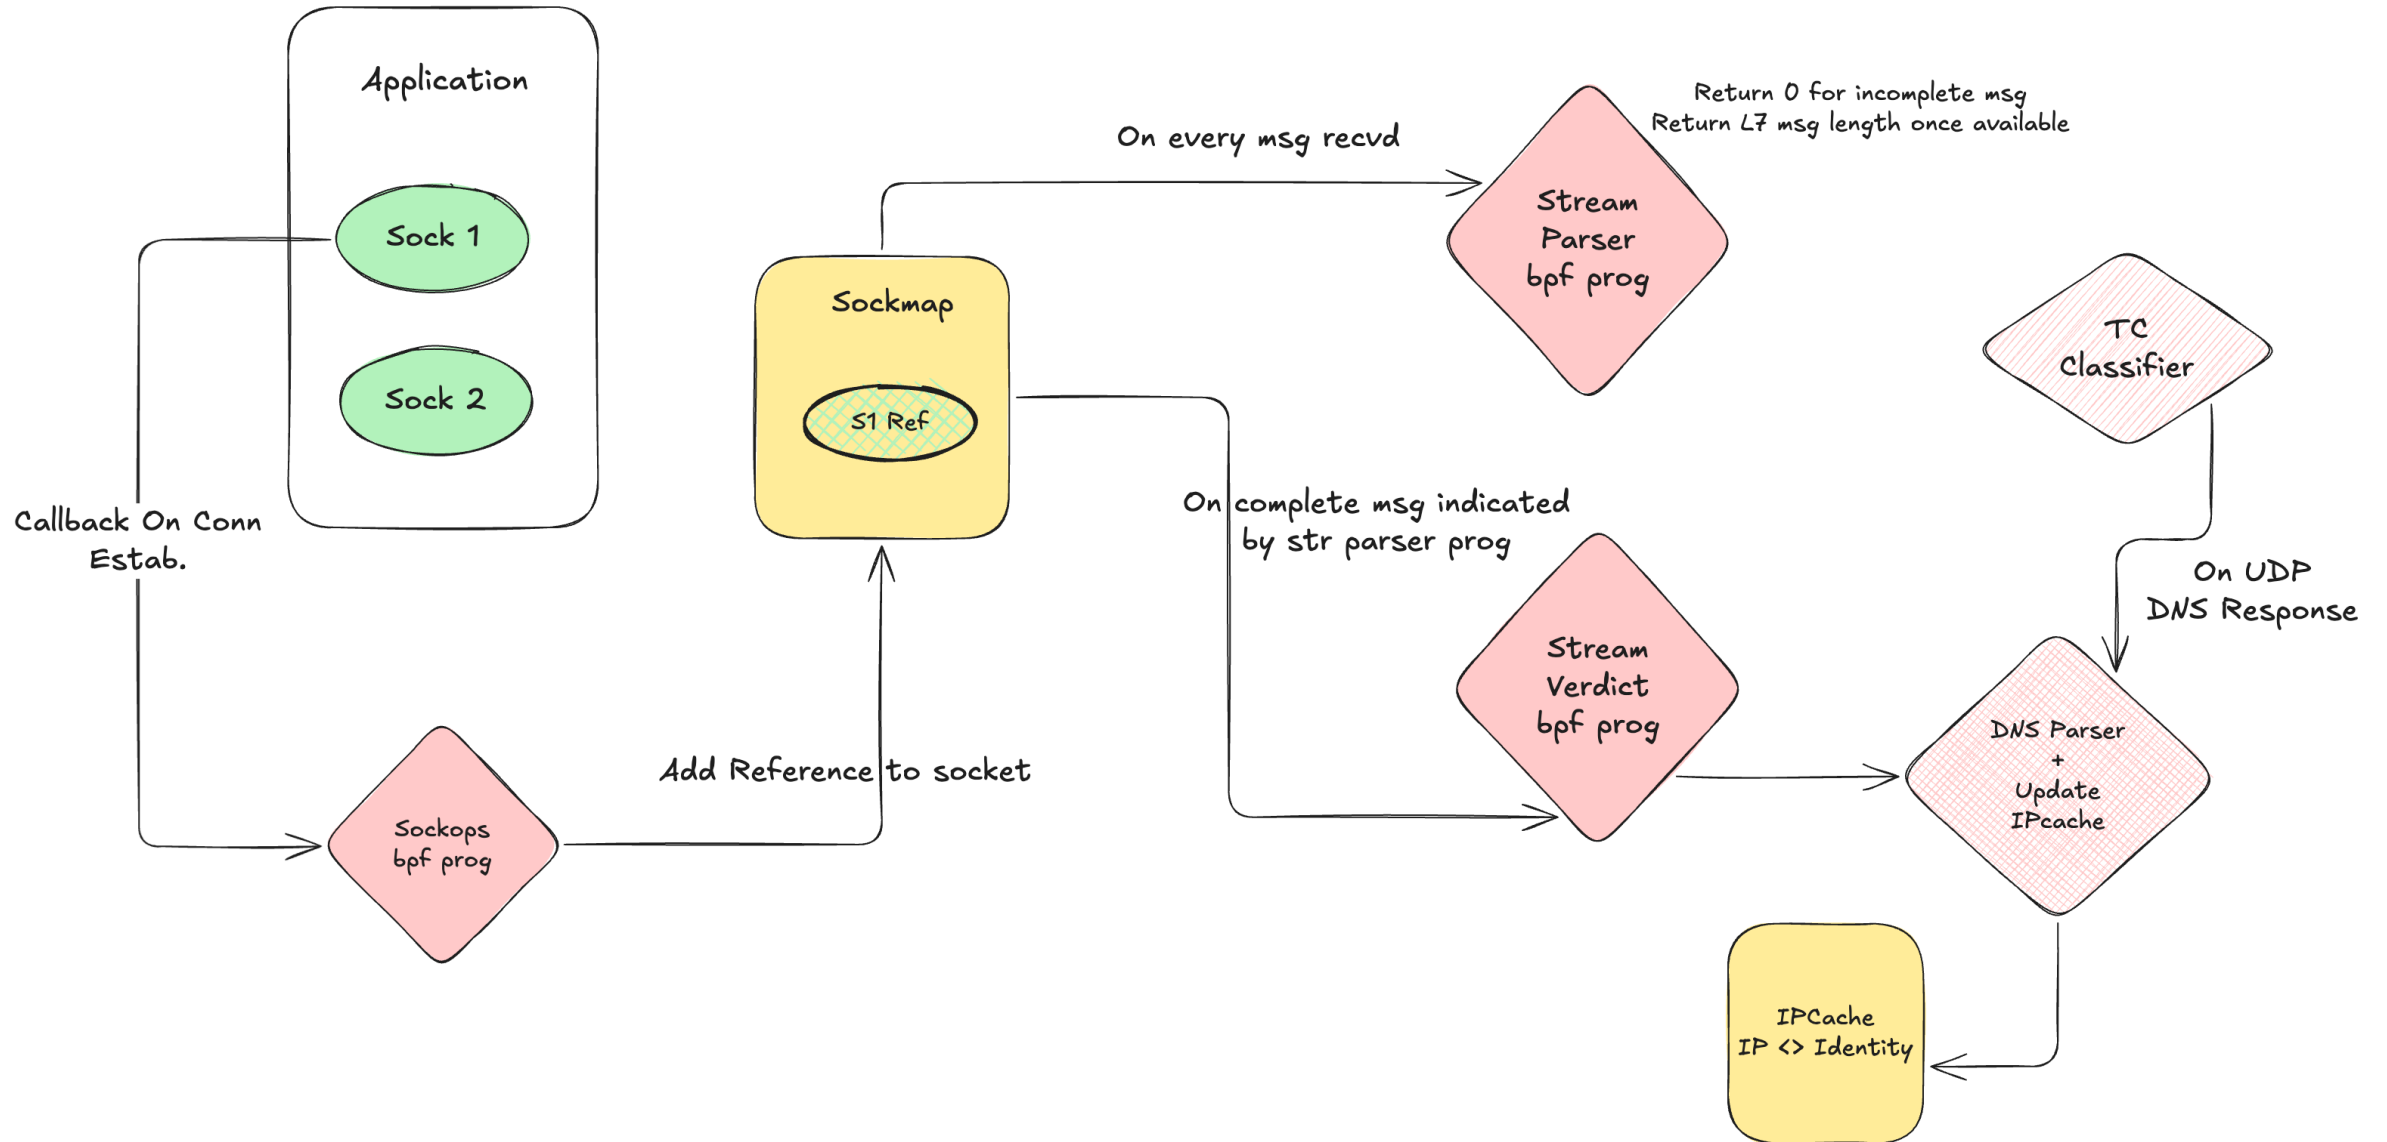 Application
Sock 1
Sock 2
Callback On Conn
Estab.
Sockops
bpf prog
Add Reference to socket
Sockmap
S1 Ref
On every msg recvd
Stream
Parser
bpf prog
Return 0 for incomplete msg
Return L7 msg length once available
On complete msg indicated
by str parser prog
Stream
Verdict
bpf prog
TC
Classifier
On UDP
DNS Response
DNS Parser
+
Update
IPcache
IPCache
IP <> Identity